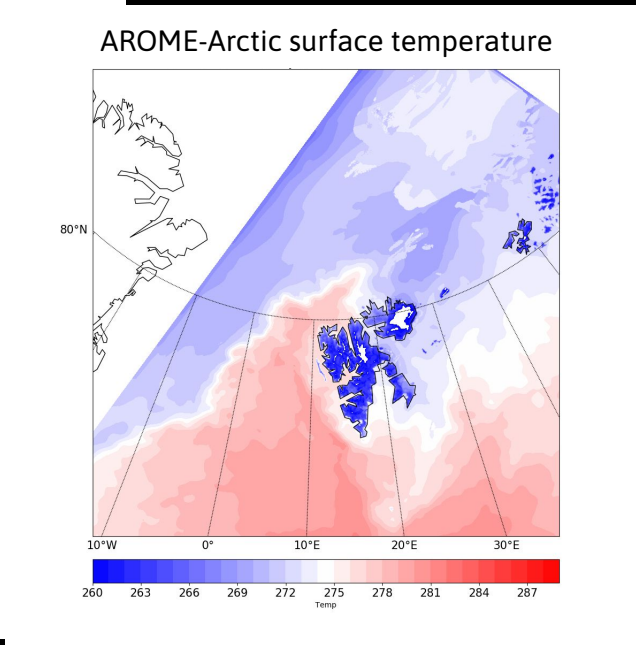 AROME-Arctic surface temperature
80°N
10°W 0° 10°E 20°E 30°E
260 263 266 269 272 275 278 281 284 287
Temp